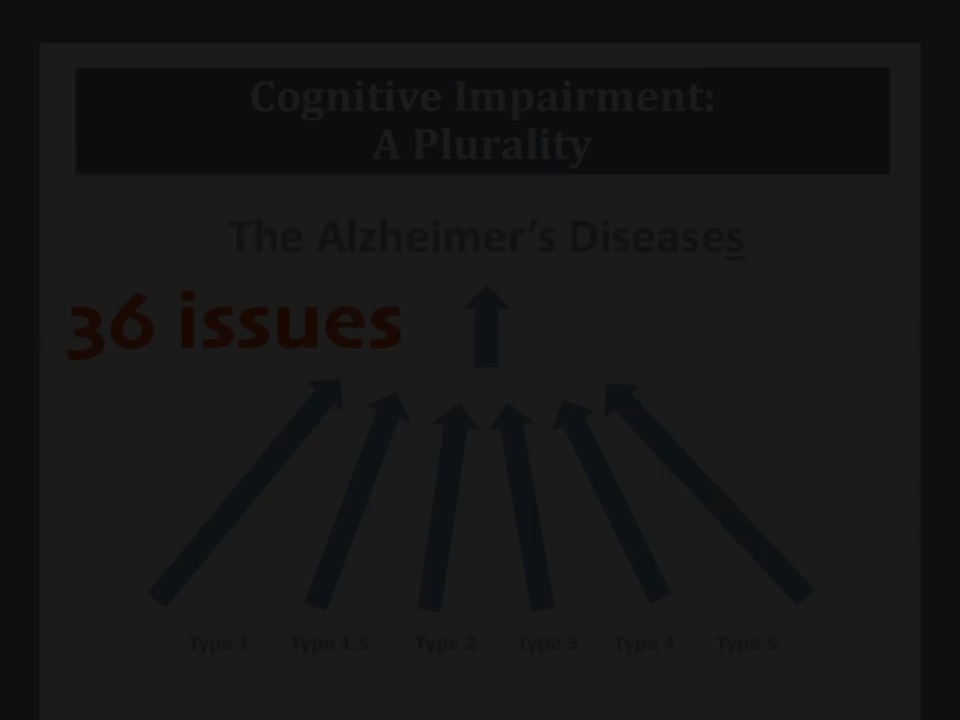 Cognitive Impairment:
A Plurality
The Alzheimer’s Diseases
36 issues
Type 1 Type 1.5 Type 2 Type 3 Type 4 Type 5